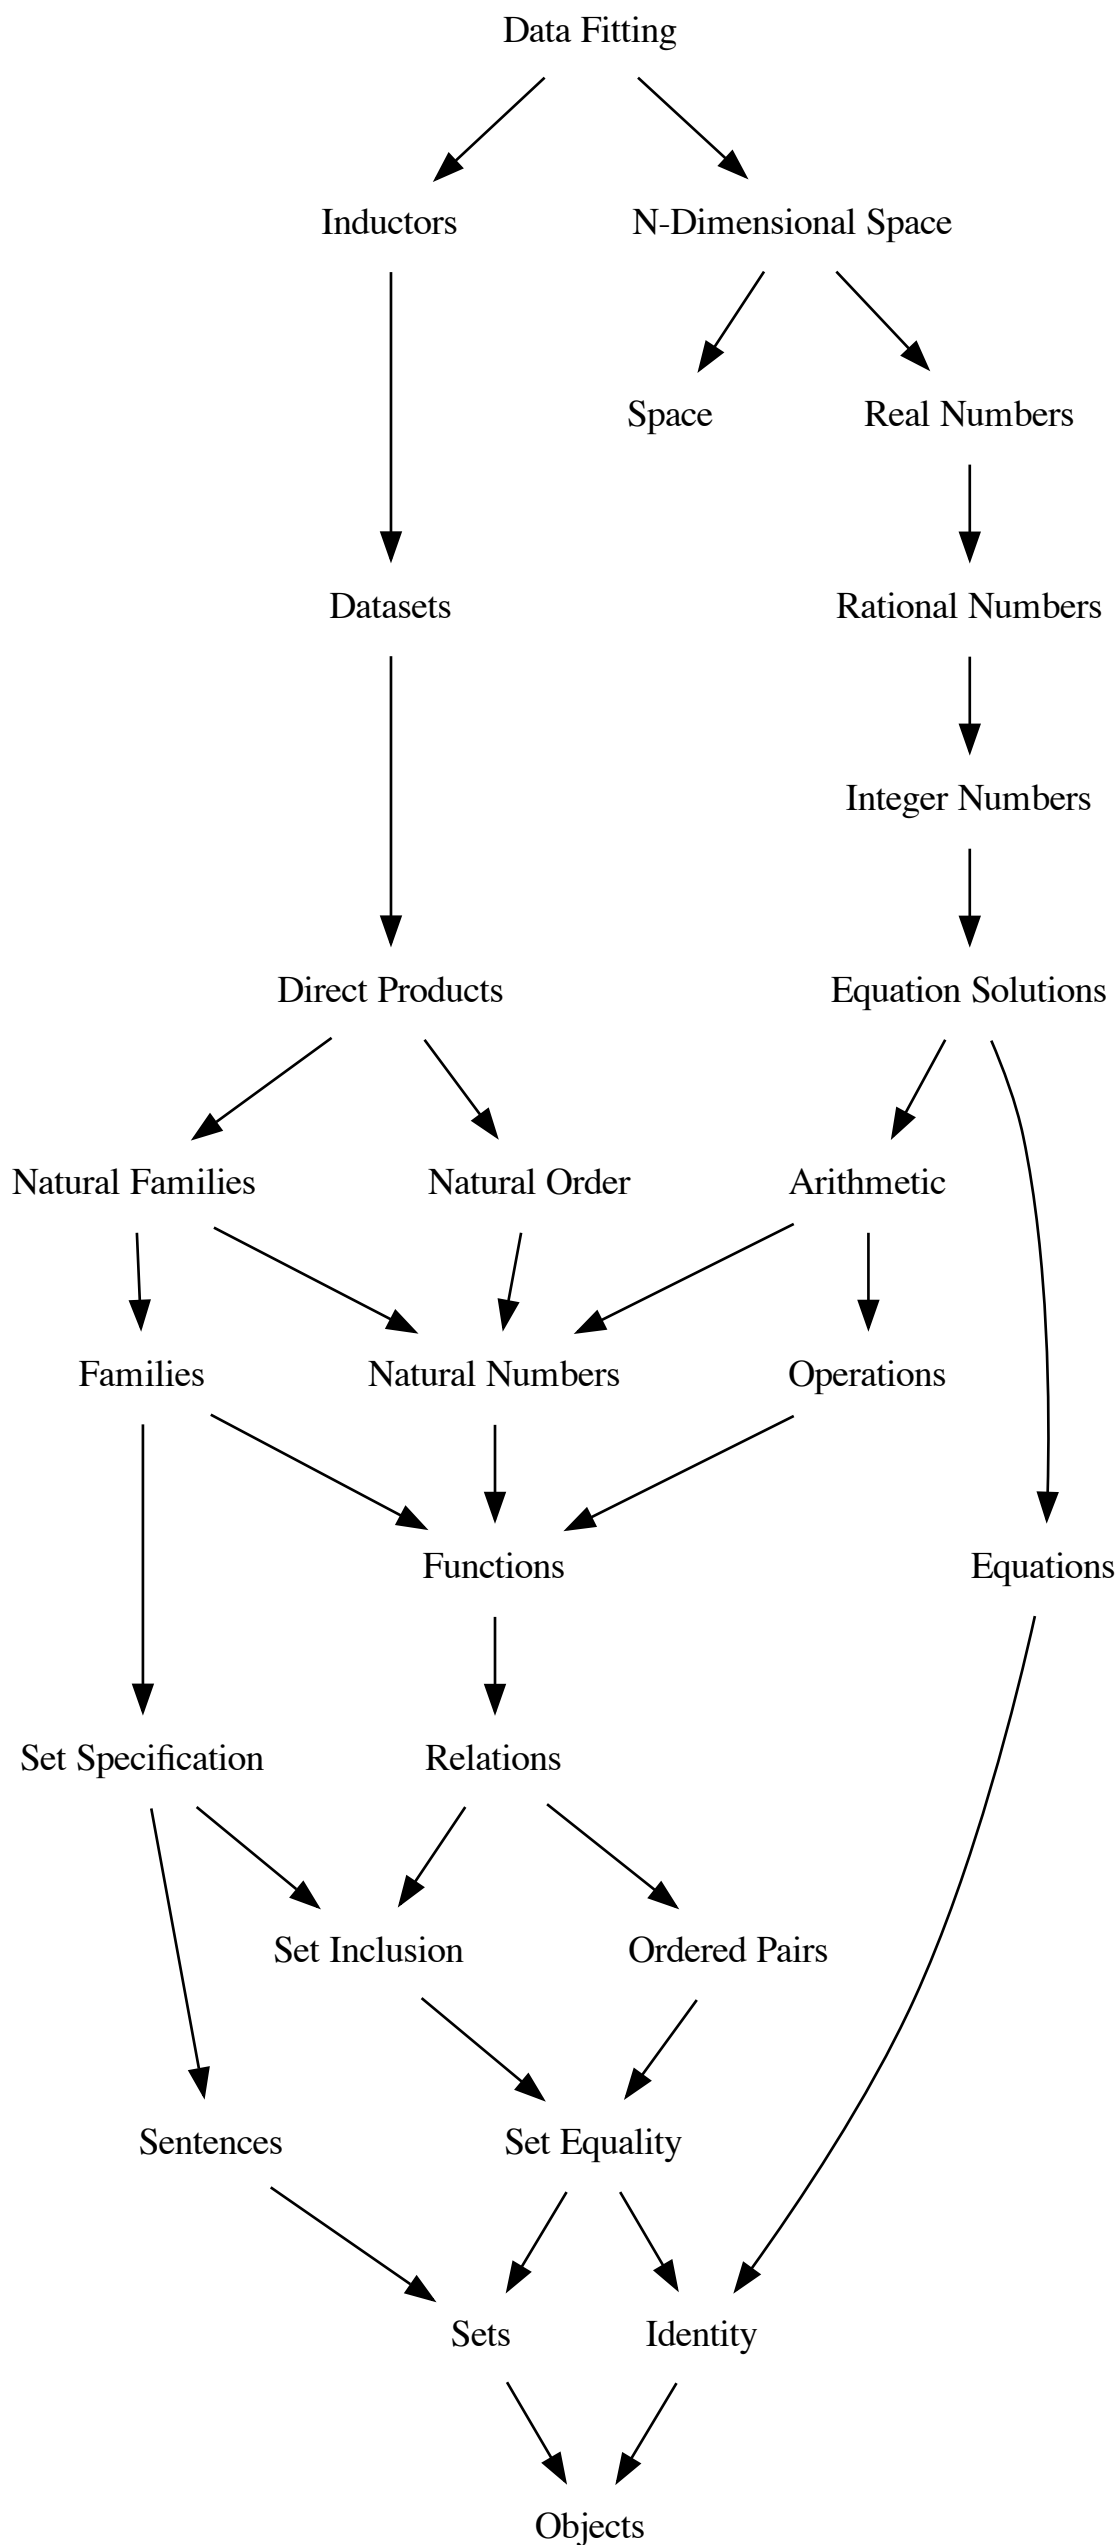 Data Fitting
Inductors
N-Dimensional Space
Space
Real Numbers
Datasets
Rational Numbers
Integer Numbers
Direct Products
Equation Solutions
Natural Families
Natural Order
Arithmetic
Families
Natural Numbers
Operations
Functions
Equations
Set Specification
Relations
Set Inclusion
Ordered Pairs
Sentences
Set Equality
Sets
Identity
Objects